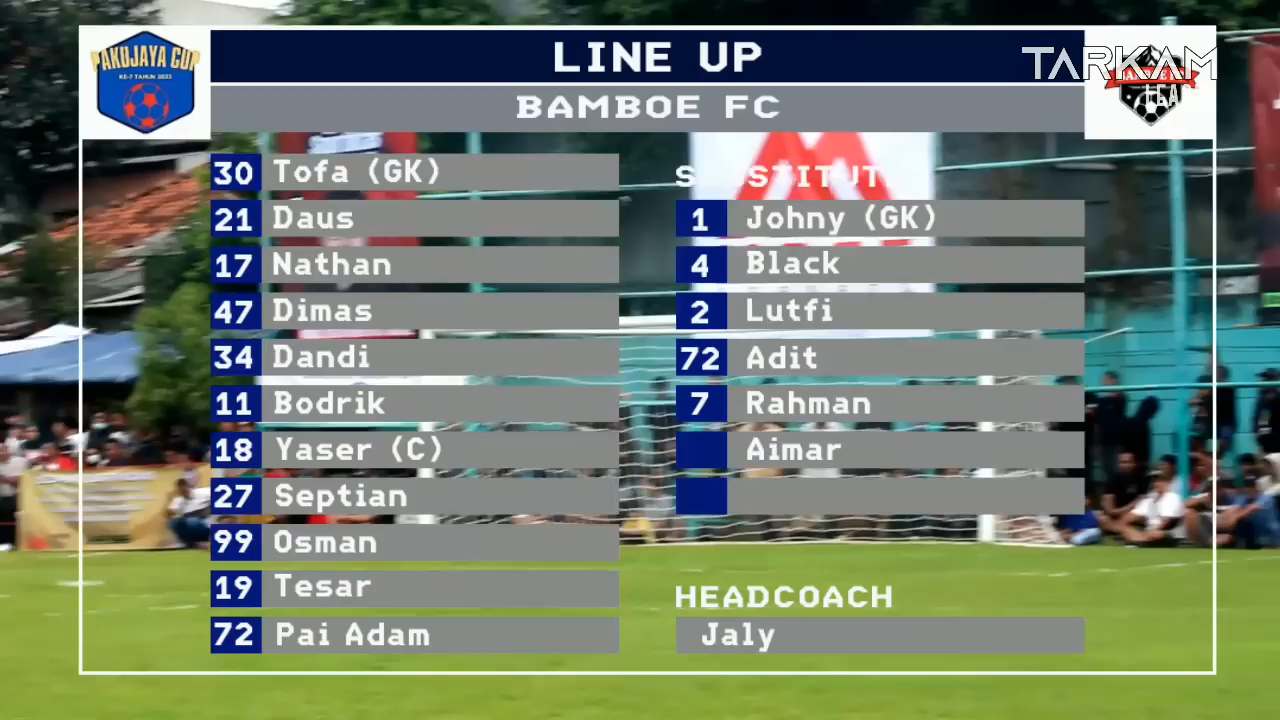 PAKUJAYA CUP
KE-7 TAHUN 2023
LINE UP
TARKAM
BAMBOE FC
30 Tofa (GK)
21 Daus
17 Nathan
47 Dimas
34 Dandi
11 Bodrik
18 Yaser (C)
27 Septian
99 Osman
19 Tesar
72 Pai Adam
1 Johny (GK)
4 Black
2 Lutfi
72 Adit
7 Rahman
Aimar
HEADCOACH
Jaly